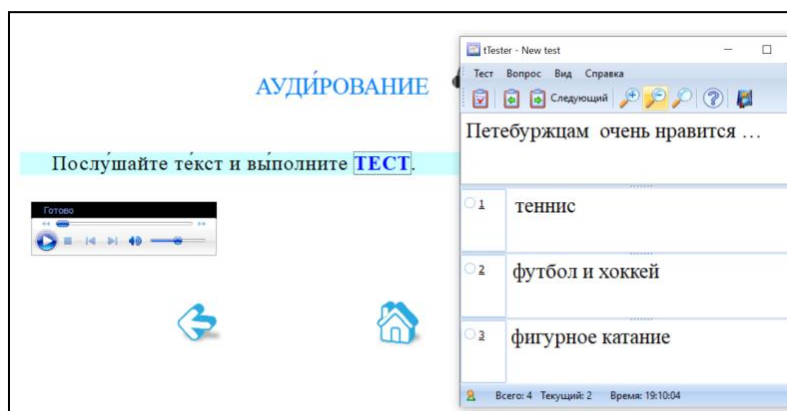 АУДИ́РОВАНИЕ
Послу́шайте те́кст и вы́полните ТЕСТ.
Готово
tTester - New test
Тест Вопрос Вид Справка
Следующий
Петебуржцам очень нравится …
1 теннис
2 футбол и хоккей
3 фигурное катание
Всего: 4 Текущий: 2 Время: 19:10:04